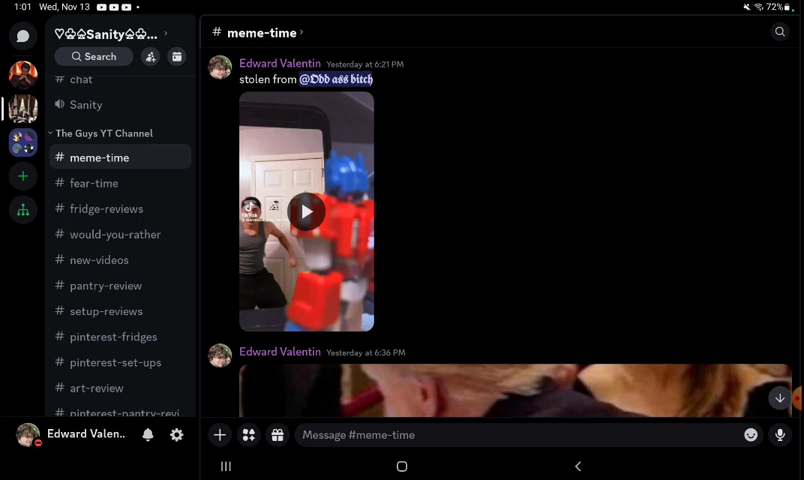 1:01 Wed, Nov 13
72%
♡♧♤Sanity♤♧...
Search
chat
Sanity
The Guys YT Channel
# meme-time
# fear-time
# fridge-reviews
# would-you-rather
# new-videos
# pantry-review
# setup-reviews
# pinterest-fridges
# pinterest-set-ups
# art-review
# pinterest-pantry-revi
Edward Valen..
# meme-time
Edward Valentin Yesterday at 6:21 PM
stolen from @𝕺𝖉𝖉 𝖆𝖘𝖘 𝖇𝖎𝖙𝖈𝖍
TikTok
Edward Valentin Yesterday at 6:36 PM
Message #meme-time